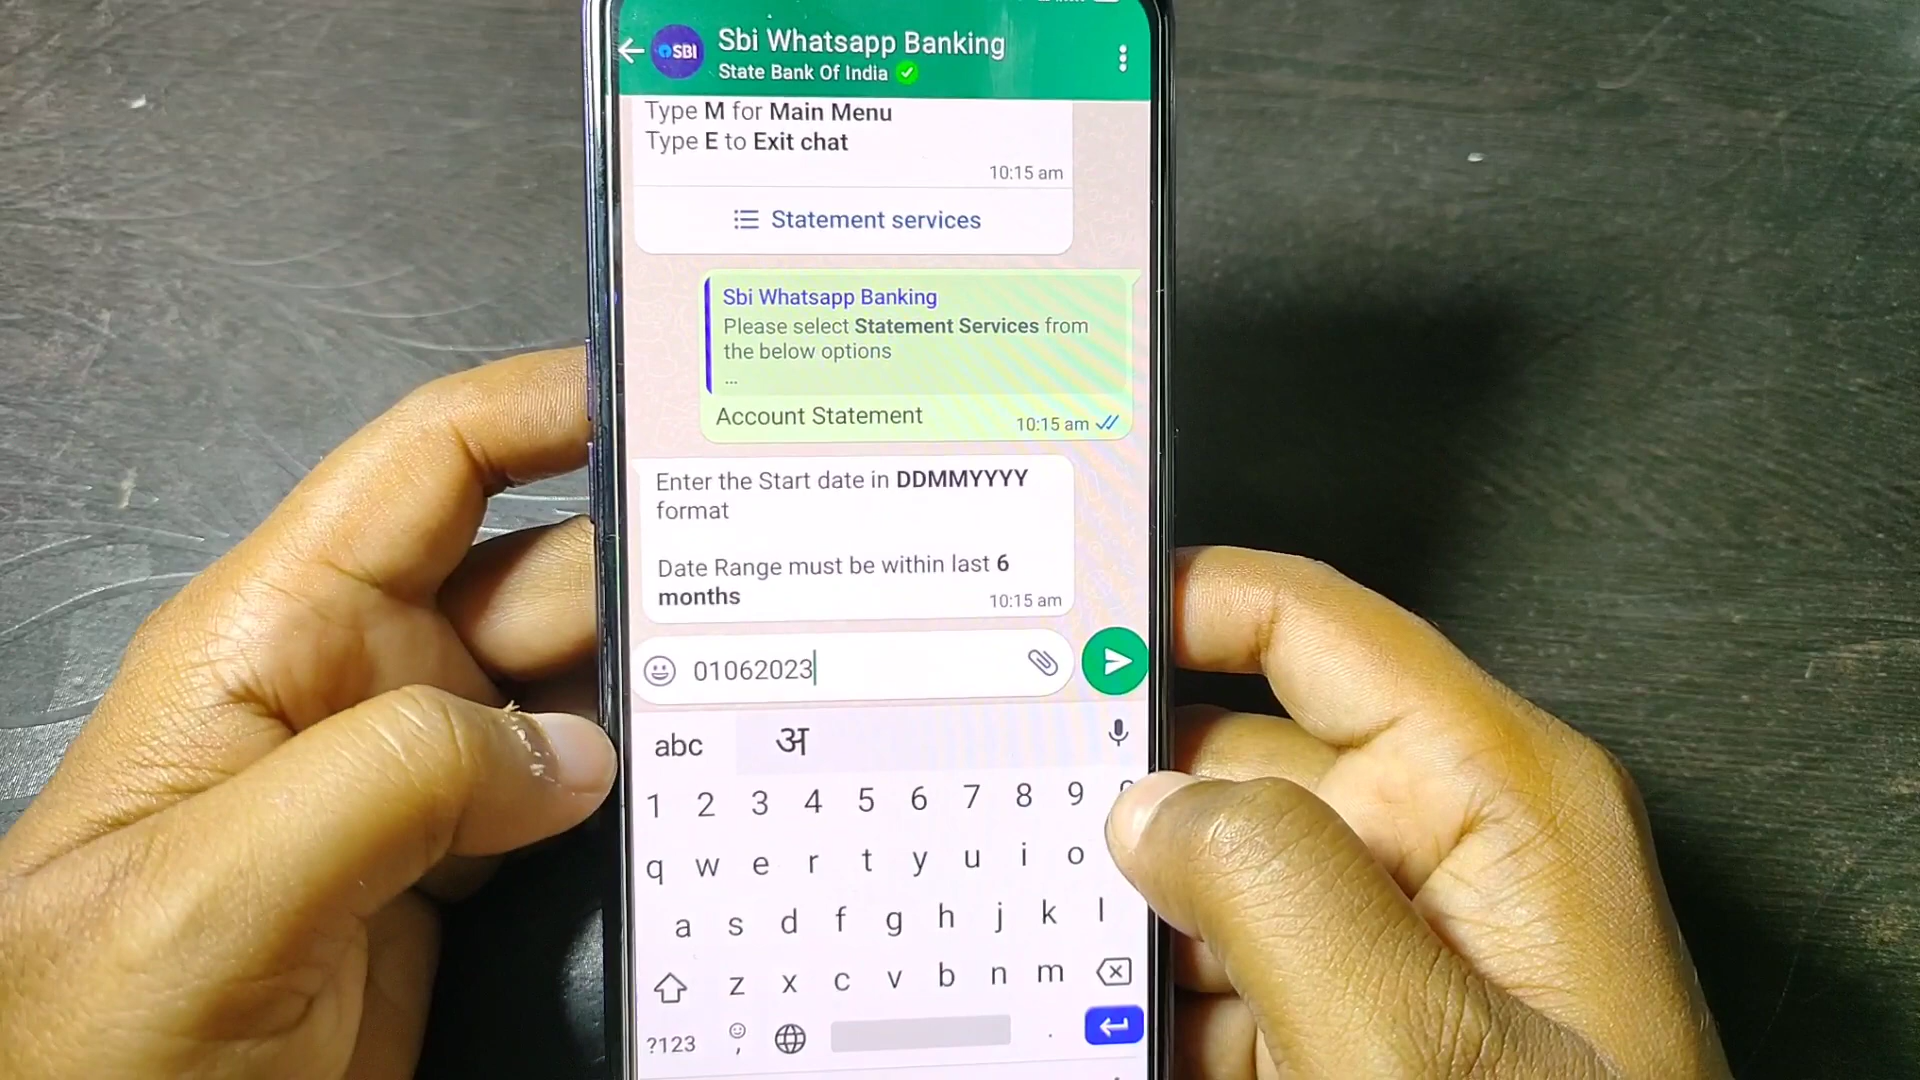 SBI
Sbi Whatsapp Banking
State Bank Of India
Type M for Main Menu
Type E to Exit chat
10:15 am
Statement services
Sbi Whatsapp Banking
Please select Statement Services from
the below options
...
Account Statement
10:15 am
Enter the Start date in DDMMYYYY
format
Date Range must be within last 6
months
10:15 am
01062023
abc अ
1 2 3 4 5 6 7 8 9
q w e r t y u i o
a s d f g h j k l
z x c v b n m
?123 , .